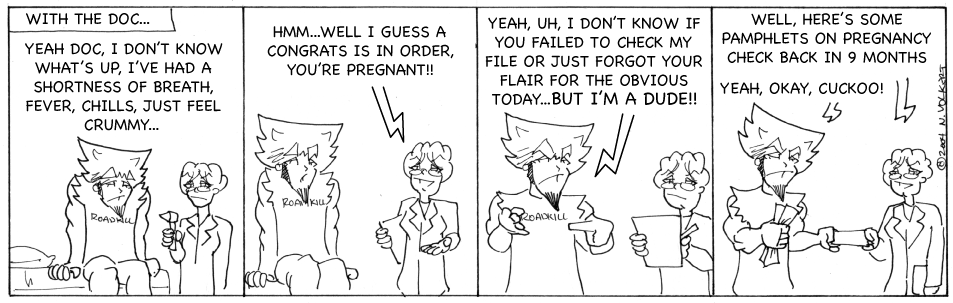 WITH THE DOC...
YEAH DOC, I DON'T KNOW
WHAT'S UP, I'VE HAD A
SHORTNESS OF BREATH,
FEVER, CHILLS, JUST FEEL
CRUMMY...
ROADKILL
HMM...WELL I GUESS A
CONGRATS IS IN ORDER,
YOU'RE PREGNANT!!
ROADKILL
YEAH, UH, I DON'T KNOW IF
YOU FAILED TO CHECK MY
FILE OR JUST FORGOT YOUR
FLAIR FOR THE OBVIOUS
TODAY...BUT I'M A DUDE!!
ROADKILL
WELL, HERE'S SOME
PAMPHLETS ON PREGNANCY
CHECK BACK IN 9 MONTHS
YEAH, OKAY, CUCKOO!
©2004 N. VOLKART